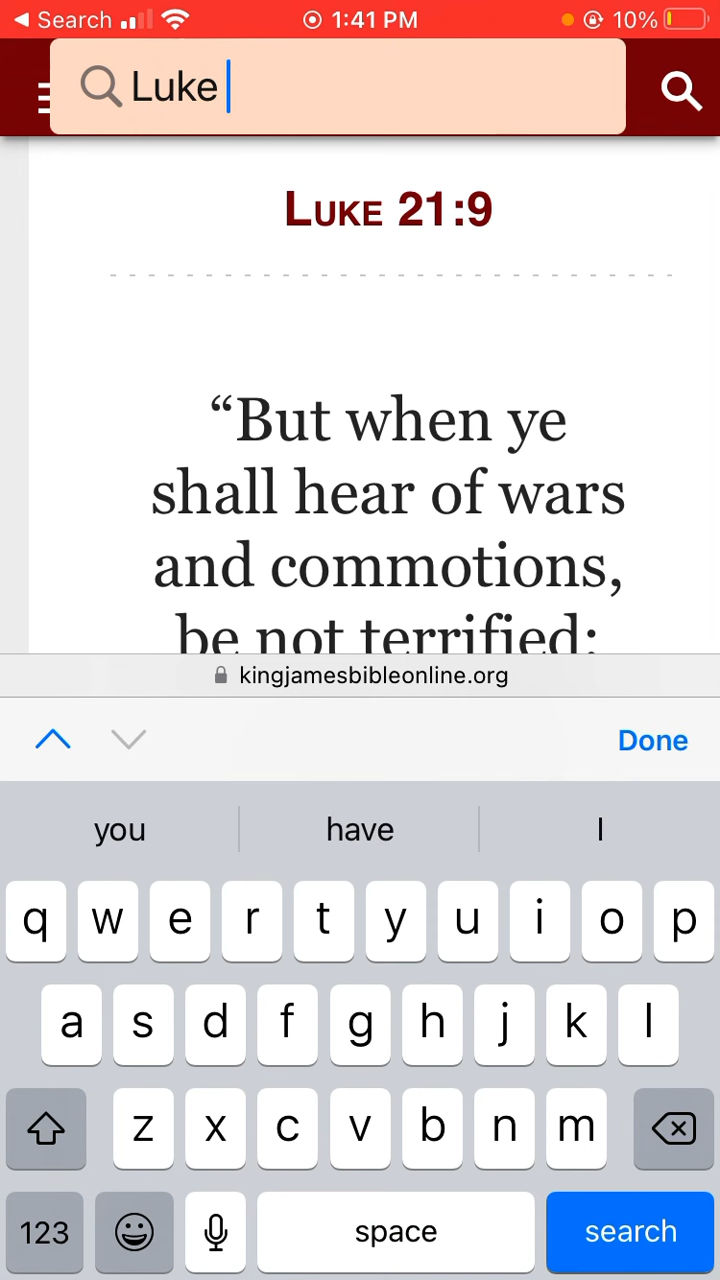 Search 1:41 PM 10%
Luke
LUKE 21:9
“But when ye
shall hear of wars
and commotions,
be not terrified:
kingjamesbibleonline.org
Done
you have I
q w e r t y u i o p
a s d f g h j k l
z x c v b n m
123 space search